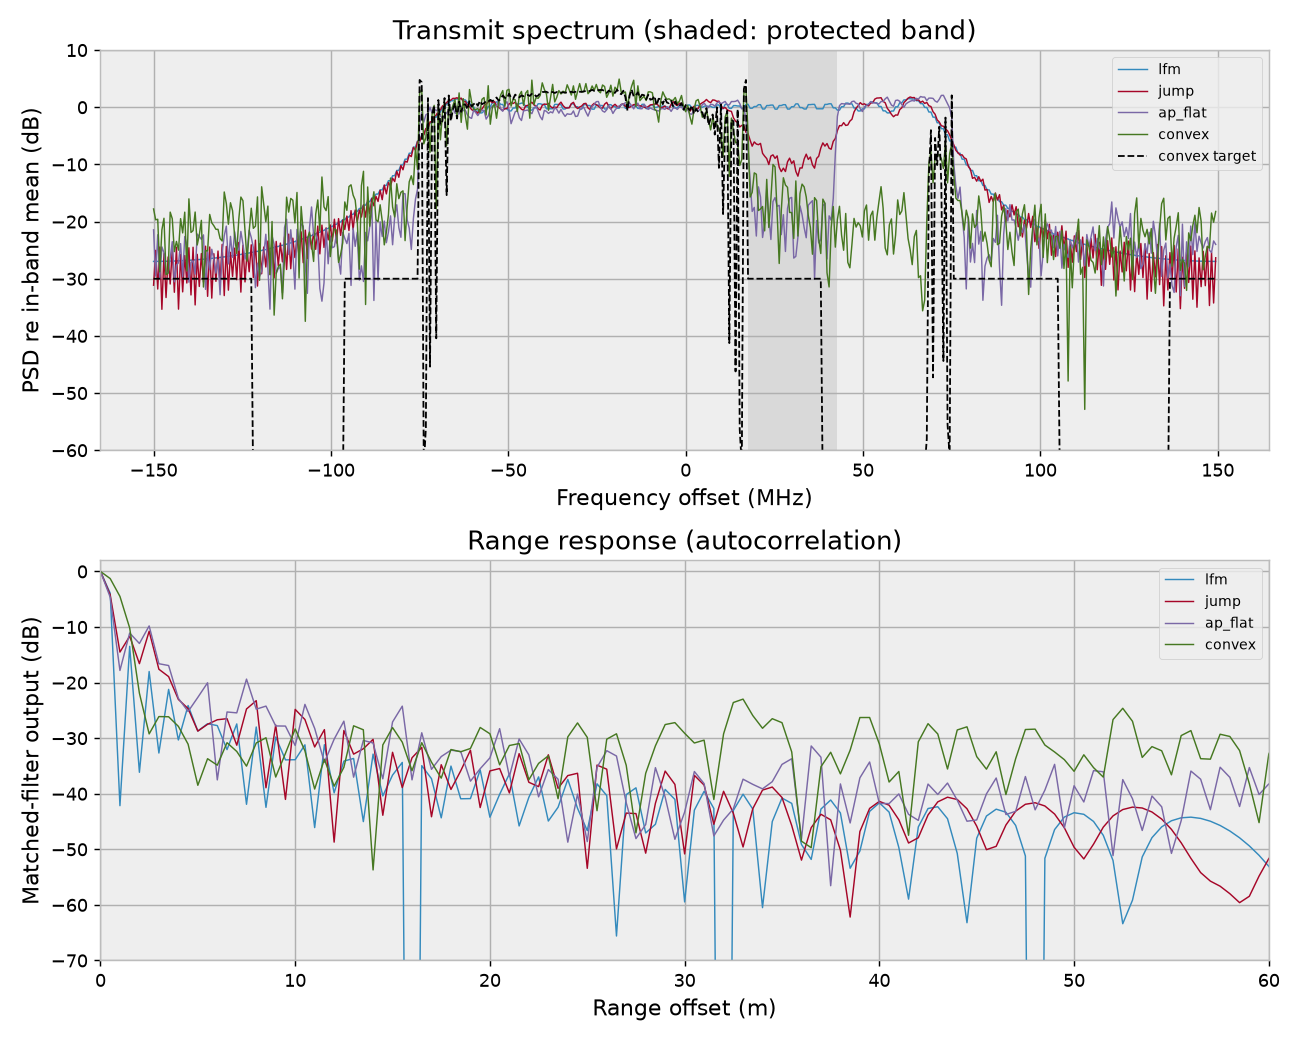 Transmit spectrum (shaded: protected band)
PSD re in-band mean (dB)
10
0
−10
−20
−30
−40
−50
−60
lfm
jump
ap_flat
convex
convex target
−150
−100
−50
0
50
100
150
Frequency offset (MHz)
Range response (autocorrelation)
Matched-filter output (dB)
0
−10
−20
−30
−40
−50
−60
−70
lfm
jump
ap_flat
convex
0
10
20
30
40
50
60
Range offset (m)